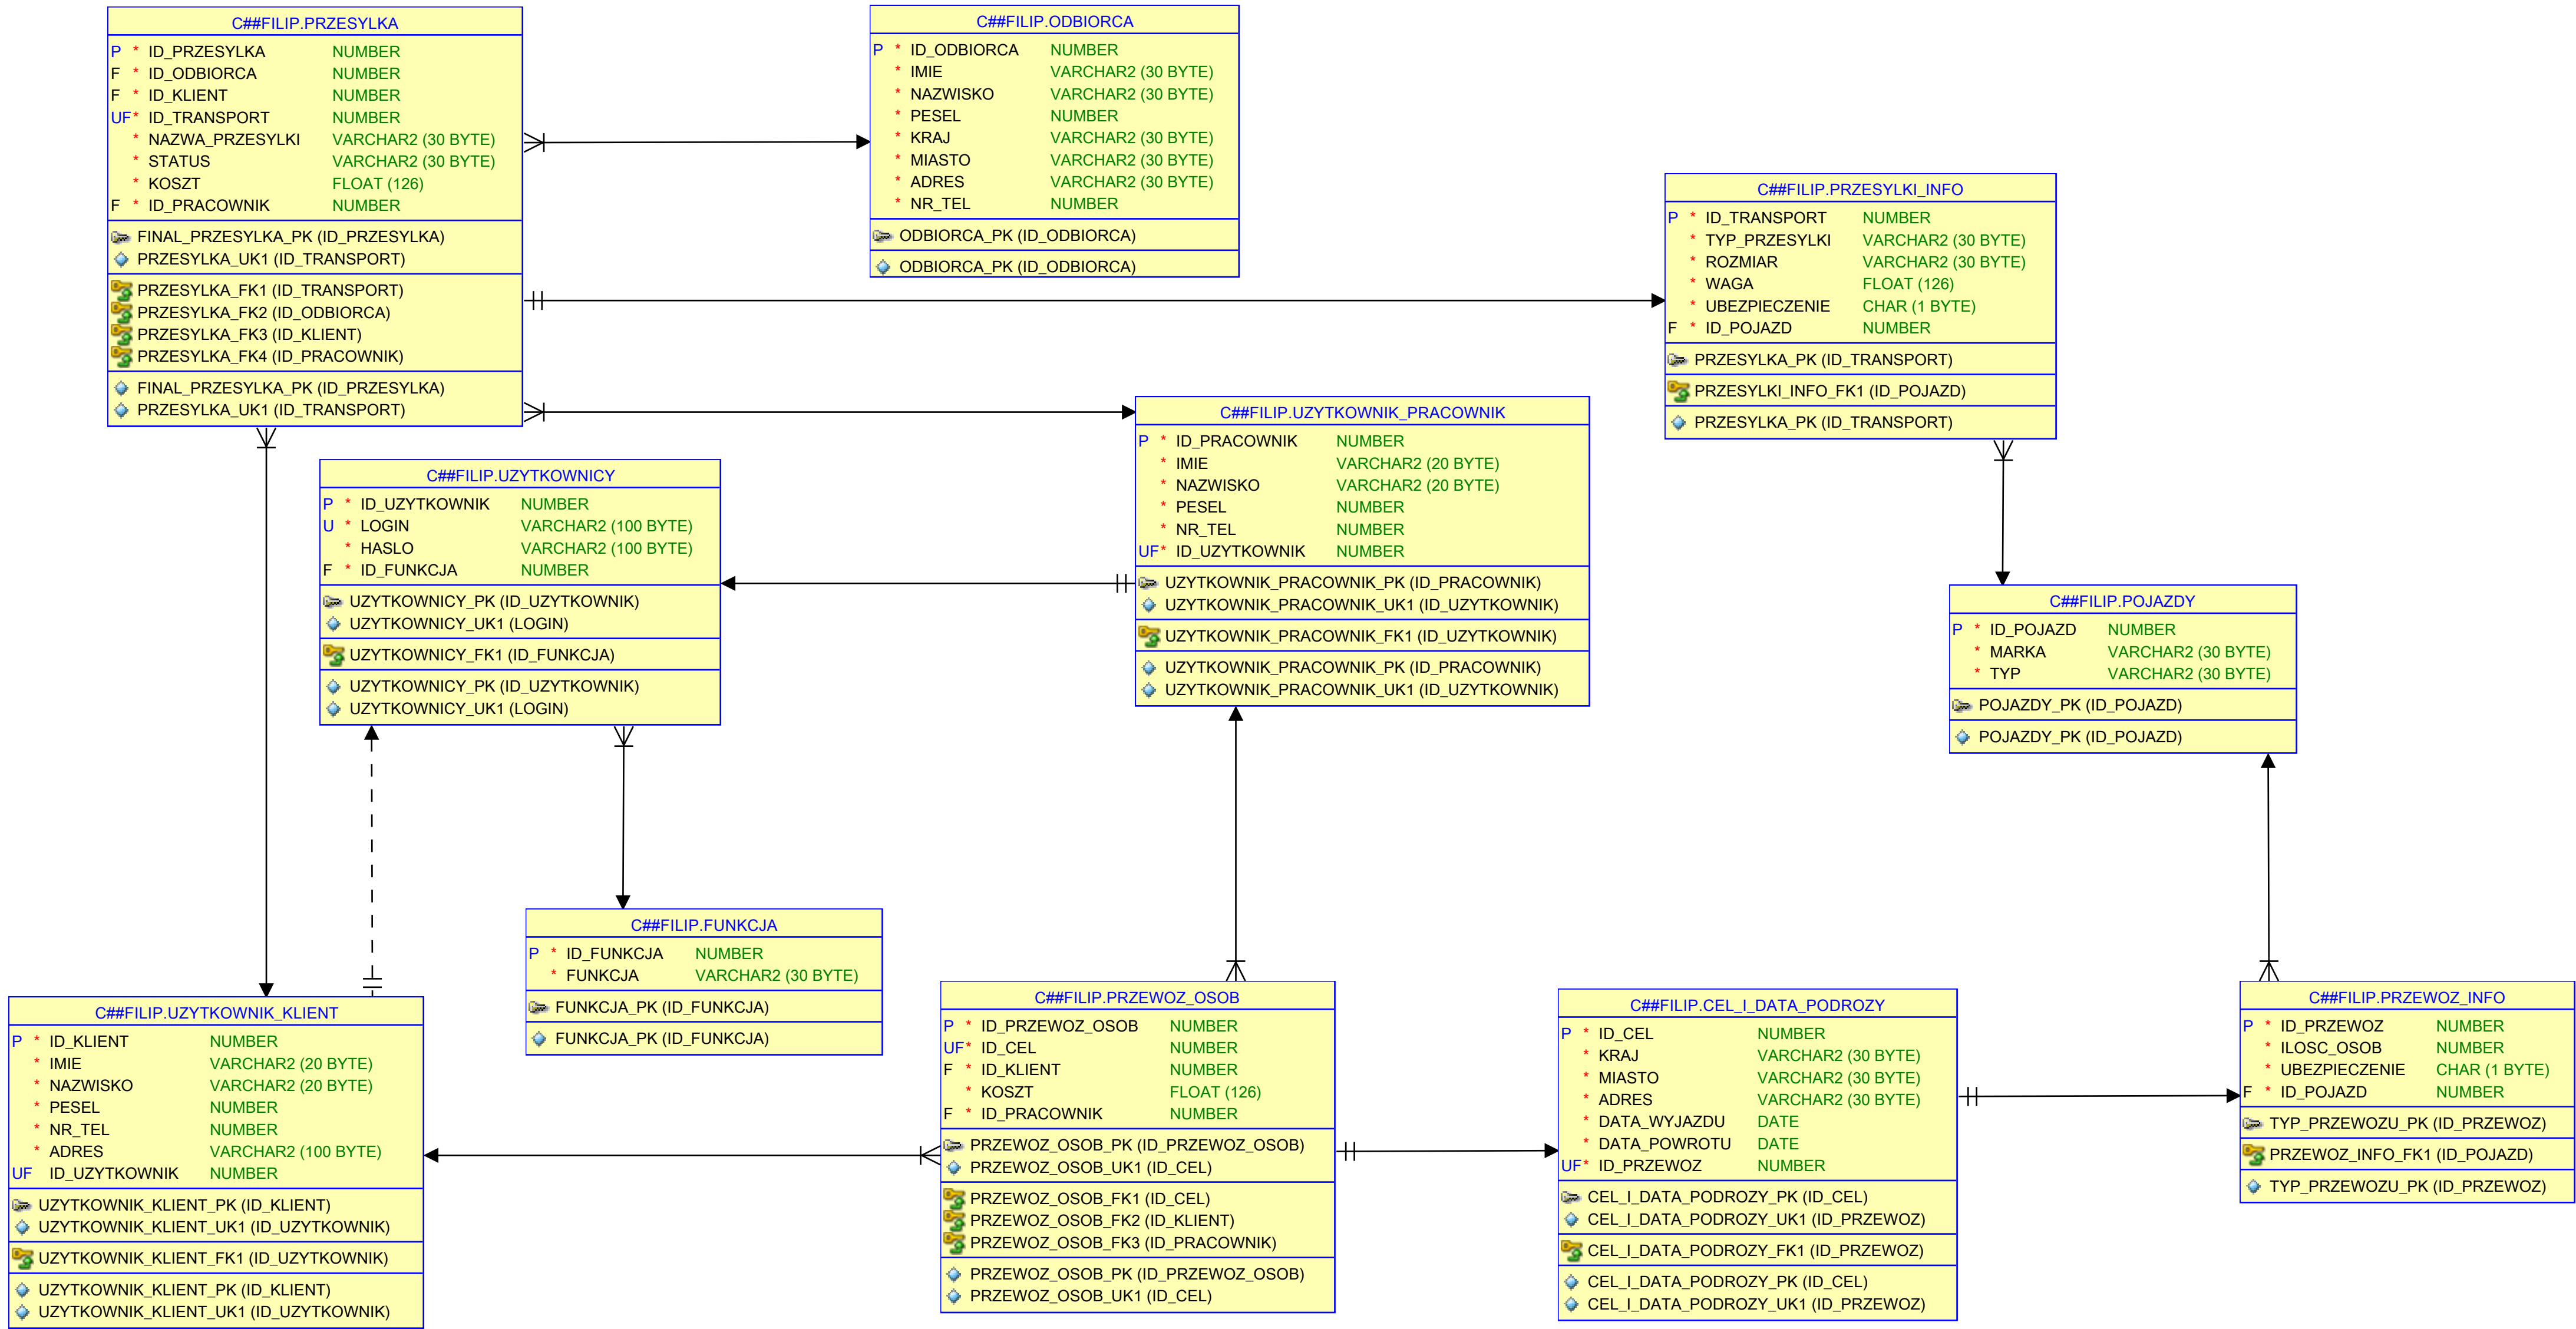 C##FILIP.PRZESYLKA
P * ID_PRZESYLKA NUMBER
F * ID_ODBIORCA NUMBER
F * ID_KLIENT NUMBER
UF* ID_TRANSPORT NUMBER
* NAZWA_PRZESYLKI VARCHAR2 (30 BYTE)
* STATUS VARCHAR2 (30 BYTE)
* KOSZT FLOAT (126)
F * ID_PRACOWNIK NUMBER
FINAL_PRZESYLKA_PK (ID_PRZESYLKA)
PRZESYLKA_UK1 (ID_TRANSPORT)
PRZESYLKA_FK1 (ID_TRANSPORT)
PRZESYLKA_FK2 (ID_ODBIORCA)
PRZESYLKA_FK3 (ID_KLIENT)
PRZESYLKA_FK4 (ID_PRACOWNIK)
FINAL_PRZESYLKA_PK (ID_PRZESYLKA)
PRZESYLKA_UK1 (ID_TRANSPORT)
C##FILIP.ODBIORCA
P * ID_ODBIORCA NUMBER
* IMIE VARCHAR2 (30 BYTE)
* NAZWISKO VARCHAR2 (30 BYTE)
* PESEL NUMBER
* KRAJ VARCHAR2 (30 BYTE)
* MIASTO VARCHAR2 (30 BYTE)
* ADRES VARCHAR2 (30 BYTE)
* NR_TEL NUMBER
ODBIORCA_PK (ID_ODBIORCA)
ODBIORCA_PK (ID_ODBIORCA)
C##FILIP.PRZESYLKI_INFO
P * ID_TRANSPORT NUMBER
* TYP_PRZESYLKI VARCHAR2 (30 BYTE)
* ROZMIAR VARCHAR2 (30 BYTE)
* WAGA FLOAT (126)
* UBEZPIECZENIE CHAR (1 BYTE)
F * ID_POJAZD NUMBER
PRZESYLKA_PK (ID_TRANSPORT)
PRZESYLKI_INFO_FK1 (ID_POJAZD)
PRZESYLKA_PK (ID_TRANSPORT)
C##FILIP.UZYTKOWNIK_PRACOWNIK
P * ID_PRACOWNIK NUMBER
* IMIE VARCHAR2 (20 BYTE)
* NAZWISKO VARCHAR2 (20 BYTE)
* PESEL NUMBER
* NR_TEL NUMBER
UF* ID_UZYTKOWNIK NUMBER
UZYTKOWNIK_PRACOWNIK_PK (ID_PRACOWNIK)
UZYTKOWNIK_PRACOWNIK_UK1 (ID_UZYTKOWNIK)
UZYTKOWNIK_PRACOWNIK_FK1 (ID_UZYTKOWNIK)
UZYTKOWNIK_PRACOWNIK_PK (ID_PRACOWNIK)
UZYTKOWNIK_PRACOWNIK_UK1 (ID_UZYTKOWNIK)
C##FILIP.UZYTKOWNICY
P * ID_UZYTKOWNIK NUMBER
U * LOGIN VARCHAR2 (100 BYTE)
* HASLO VARCHAR2 (100 BYTE)
F * ID_FUNKCJA NUMBER
UZYTKOWNICY_PK (ID_UZYTKOWNIK)
UZYTKOWNICY_UK1 (LOGIN)
UZYTKOWNICY_FK1 (ID_FUNKCJA)
UZYTKOWNICY_PK (ID_UZYTKOWNIK)
UZYTKOWNICY_UK1 (LOGIN)
C##FILIP.POJAZDY
P * ID_POJAZD NUMBER
* MARKA VARCHAR2 (30 BYTE)
* TYP VARCHAR2 (30 BYTE)
POJAZDY_PK (ID_POJAZD)
POJAZDY_PK (ID_POJAZD)
C##FILIP.FUNKCJA
P * ID_FUNKCJA NUMBER
* FUNKCJA VARCHAR2 (30 BYTE)
FUNKCJA_PK (ID_FUNKCJA)
FUNKCJA_PK (ID_FUNKCJA)
C##FILIP.UZYTKOWNIK_KLIENT
P * ID_KLIENT NUMBER
* IMIE VARCHAR2 (20 BYTE)
* NAZWISKO VARCHAR2 (20 BYTE)
* PESEL NUMBER
* NR_TEL NUMBER
* ADRES VARCHAR2 (100 BYTE)
UF ID_UZYTKOWNIK NUMBER
UZYTKOWNIK_KLIENT_PK (ID_KLIENT)
UZYTKOWNIK_KLIENT_UK1 (ID_UZYTKOWNIK)
UZYTKOWNIK_KLIENT_FK1 (ID_UZYTKOWNIK)
UZYTKOWNIK_KLIENT_PK (ID_KLIENT)
UZYTKOWNIK_KLIENT_UK1 (ID_UZYTKOWNIK)
C##FILIP.PRZEWOZ_OSOB
P * ID_PRZEWOZ_OSOB NUMBER
UF* ID_CEL NUMBER
F * ID_KLIENT NUMBER
* KOSZT FLOAT (126)
F * ID_PRACOWNIK NUMBER
PRZEWOZ_OSOB_PK (ID_PRZEWOZ_OSOB)
PRZEWOZ_OSOB_UK1 (ID_CEL)
PRZEWOZ_OSOB_FK1 (ID_CEL)
PRZEWOZ_OSOB_FK2 (ID_KLIENT)
PRZEWOZ_OSOB_FK3 (ID_PRACOWNIK)
PRZEWOZ_OSOB_PK (ID_PRZEWOZ_OSOB)
PRZEWOZ_OSOB_UK1 (ID_CEL)
C##FILIP.CEL_I_DATA_PODROZY
P * ID_CEL NUMBER
* KRAJ VARCHAR2 (30 BYTE)
* MIASTO VARCHAR2 (30 BYTE)
* ADRES VARCHAR2 (30 BYTE)
* DATA_WYJAZDU DATE
* DATA_POWROTU DATE
UF* ID_PRZEWOZ NUMBER
CEL_I_DATA_PODROZY_PK (ID_CEL)
CEL_I_DATA_PODROZY_UK1 (ID_PRZEWOZ)
CEL_I_DATA_PODROZY_FK1 (ID_PRZEWOZ)
CEL_I_DATA_PODROZY_PK (ID_CEL)
CEL_I_DATA_PODROZY_UK1 (ID_PRZEWOZ)
C##FILIP.PRZEWOZ_INFO
P * ID_PRZEWOZ NUMBER
* ILOSC_OSOB NUMBER
* UBEZPIECZENIE CHAR (1 BYTE)
F * ID_POJAZD NUMBER
TYP_PRZEWOZU_PK (ID_PRZEWOZ)
PRZEWOZ_INFO_FK1 (ID_POJAZD)
TYP_PRZEWOZU_PK (ID_PRZEWOZ)